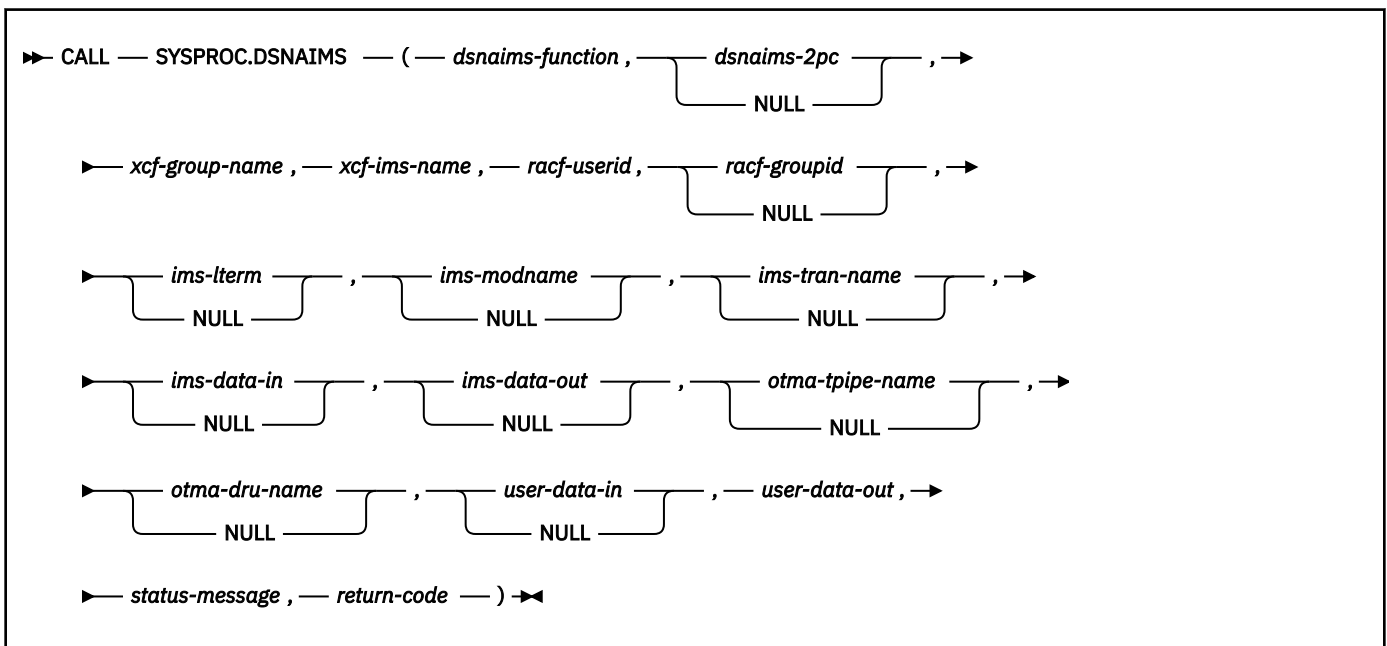 CALL SYSPROC.DSNAIMS ( dsnaims-function , dsnaims-2pc ,
NULL
xcf-group-name , xcf-ims-name , racf-userid , racf-groupid ,
NULL
ims-lterm , ims-modname , ims-tran-name ,
NULL NULL NULL
ims-data-in , ims-data-out , otma-tpipe-name ,
NULL NULL NULL
otma-dru-name , user-data-in , user-data-out ,
NULL NULL
status-message , return-code )